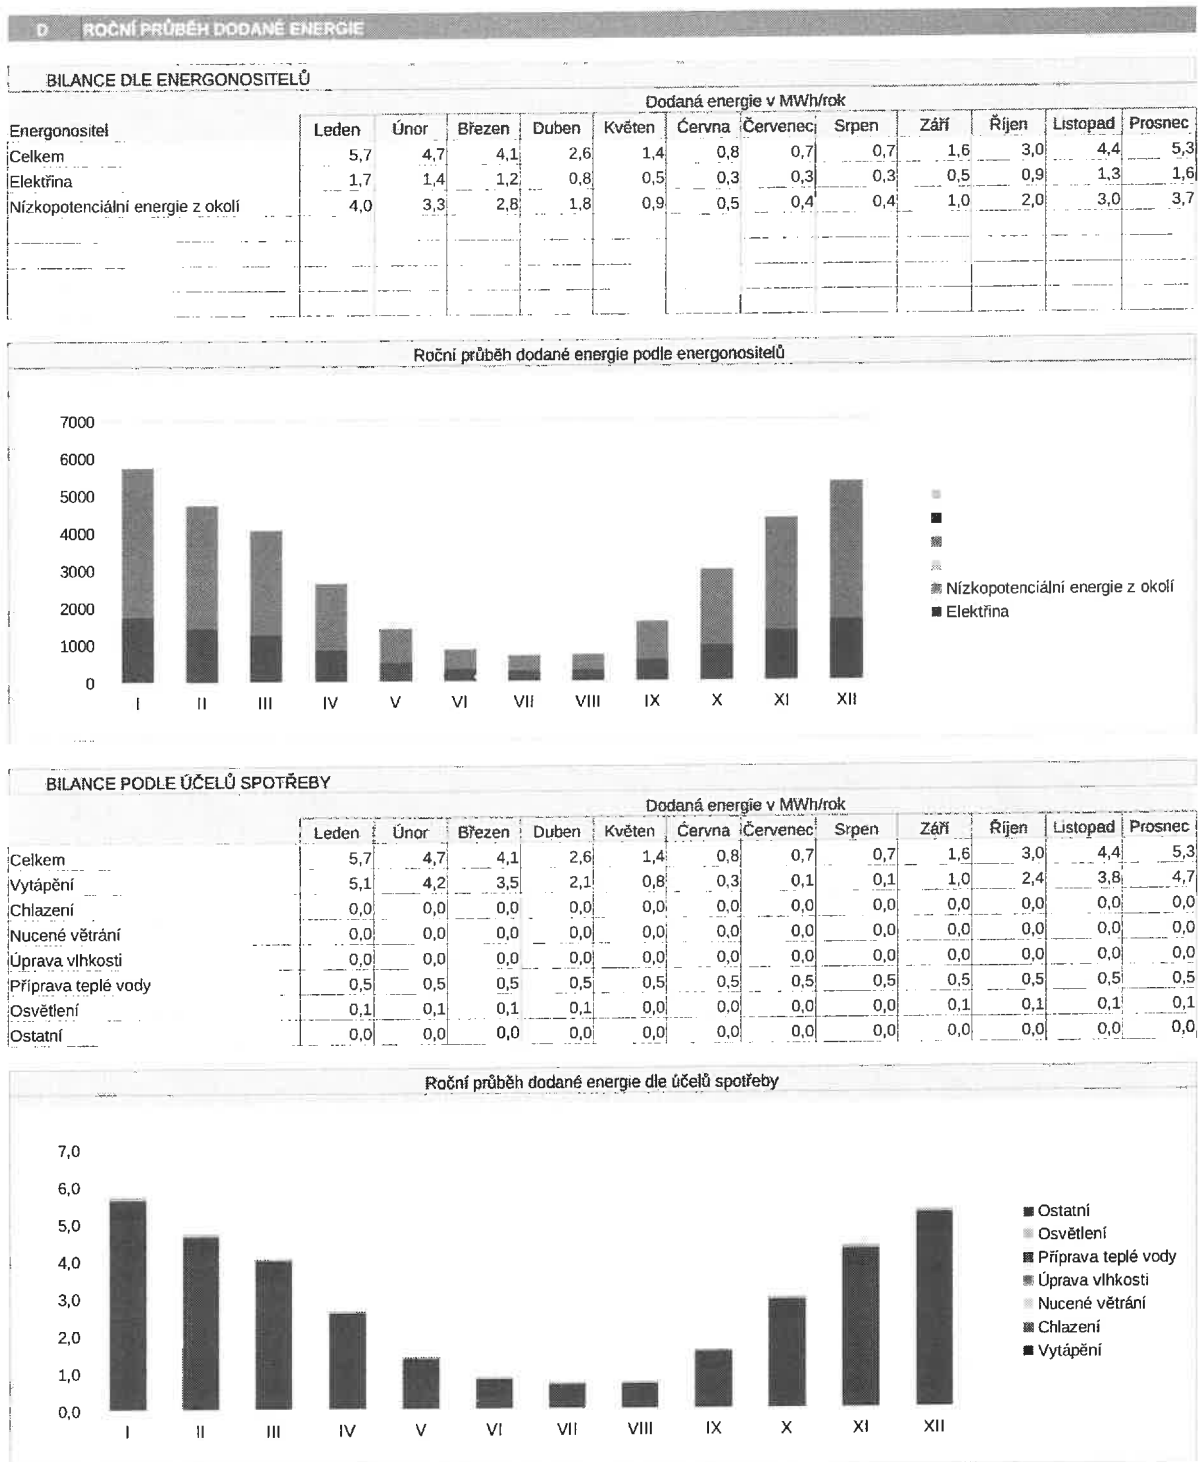 D ROČNÍ PRŮBĚH DODANÉ ENERGIE
BILANCE DLE ENERGONOSITELŮ
Dodaná energie v MWh/rok
Energonositel Leden Únor Březen Duben Květen Června Červenec Srpen Září Říjen Listopad Prosnec
Celkem 5,7 4,7 4,1 2,6 1,4 0,8 0,7 0,7 1,6 3,0 4,4 5,3
Elektřina 1,7 1,4 1,2 0,8 0,5 0,3 0,3 0,3 0,5 0,9 1,3 1,6
Nízkopotenciální energie z okolí 4,0 3,3 2,8 1,8 0,9 0,5 0,4 0,4 1,0 2,0 3,0 3,7
Roční průběh dodané energie podle energonositelů
7000
6000
5000
4000
3000
2000
1000
0
I II III IV V VI VII VIII IX X XI XII
Nízkopotenciální energie z okolí
Elektřina
BILANCE PODLE ÚČELŮ SPOTŘEBY
Dodaná energie v MWh/rok
Leden Únor Březen Duben Květen Června Červenec Srpen Září Říjen Listopad Prosnec
Celkem 5,7 4,7 4,1 2,6 1,4 0,8 0,7 0,7 1,6 3,0 4,4 5,3
Vytápění 5,1 4,2 3,5 2,1 0,8 0,3 0,1 0,1 1,0 2,4 3,8 4,7
Chlazení 0,0 0,0 0,0 0,0 0,0 0,0 0,0 0,0 0,0 0,0 0,0 0,0
Nucené větrání 0,0 0,0 0,0 0,0 0,0 0,0 0,0 0,0 0,0 0,0 0,0 0,0
Úprava vlhkosti 0,0 0,0 0,0 0,0 0,0 0,0 0,0 0,0 0,0 0,0 0,0 0,0
Příprava teplé vody 0,5 0,5 0,5 0,5 0,5 0,5 0,5 0,5 0,5 0,5 0,5 0,5
Osvětlení 0,1 0,1 0,1 0,1 0,0 0,0 0,0 0,0 0,1 0,1 0,1 0,1
Ostatní 0,0 0,0 0,0 0,0 0,0 0,0 0,0 0,0 0,0 0,0 0,0 0,0
Roční průběh dodané energie dle účelů spotřeby
7,0
6,0
5,0
4,0
3,0
2,0
1,0
0,0
I II III IV V VI VII VIII IX X XI XII
Ostatní
Osvětlení
Příprava teplé vody
Úprava vlhkosti
Nucené větrání
Chlazení
Vytápění